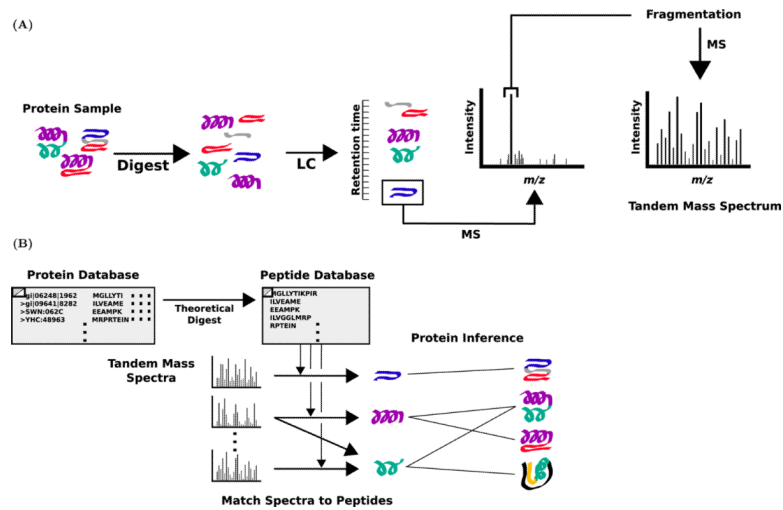 (A)
Fragmentation
MS
Protein Sample
Digest
LC
Retention time
Intensity
m/z
MS
Intensity
m/z
Tandem Mass Spectrum
(B)
Protein Database
>gi|06248|1962 MGLLYTI
>gi|09641|8282 ILVEAME
>SWN:062C EEAMPK
>YHC:48963 MRPRTEIN
Theoretical
Digest
Peptide Database
MGLLYTIKPIR
ILVEAME
EEAMPK
ILVGGLMRP
RPTEIN
Protein Inference
Tandem Mass
Spectra
Match Spectra to Peptides